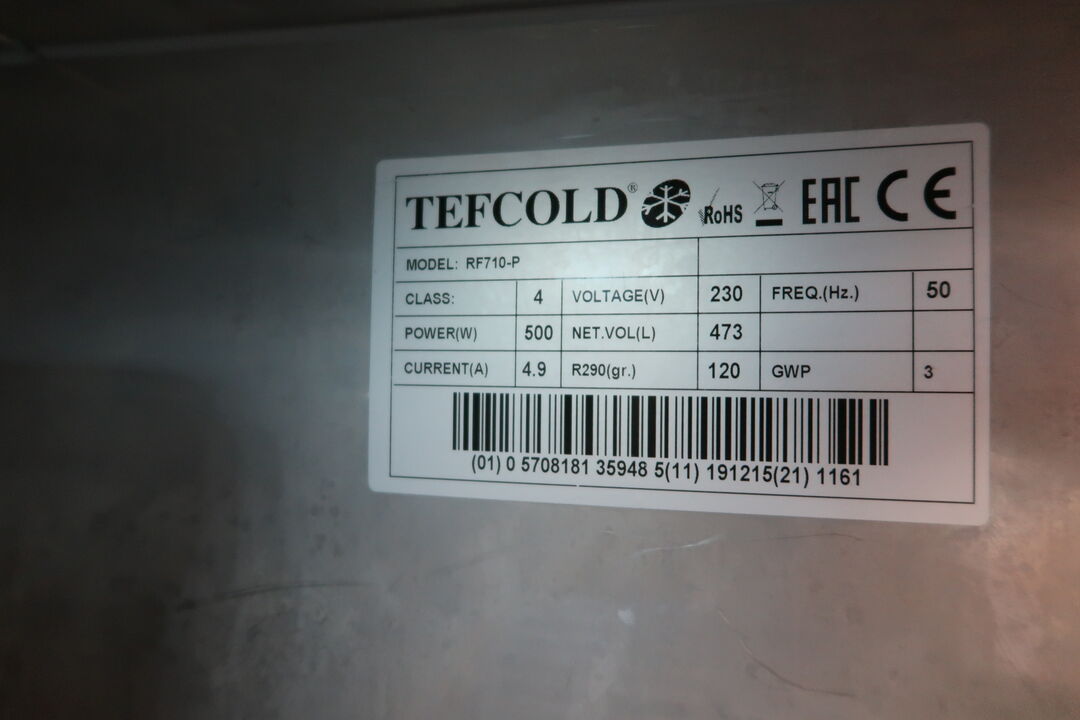 TEFCOLD® RoHS EAC CE
MODEL: RF710-P
CLASS: 4 VOLTAGE(V) 230 FREQ.(Hz.) 50
POWER(W) 500 NET.VOL(L) 473
CURRENT(A) 4.9 R290(gr.) 120 GWP 3
(01) 0 5708181 35948 5(11) 191215(21) 1161